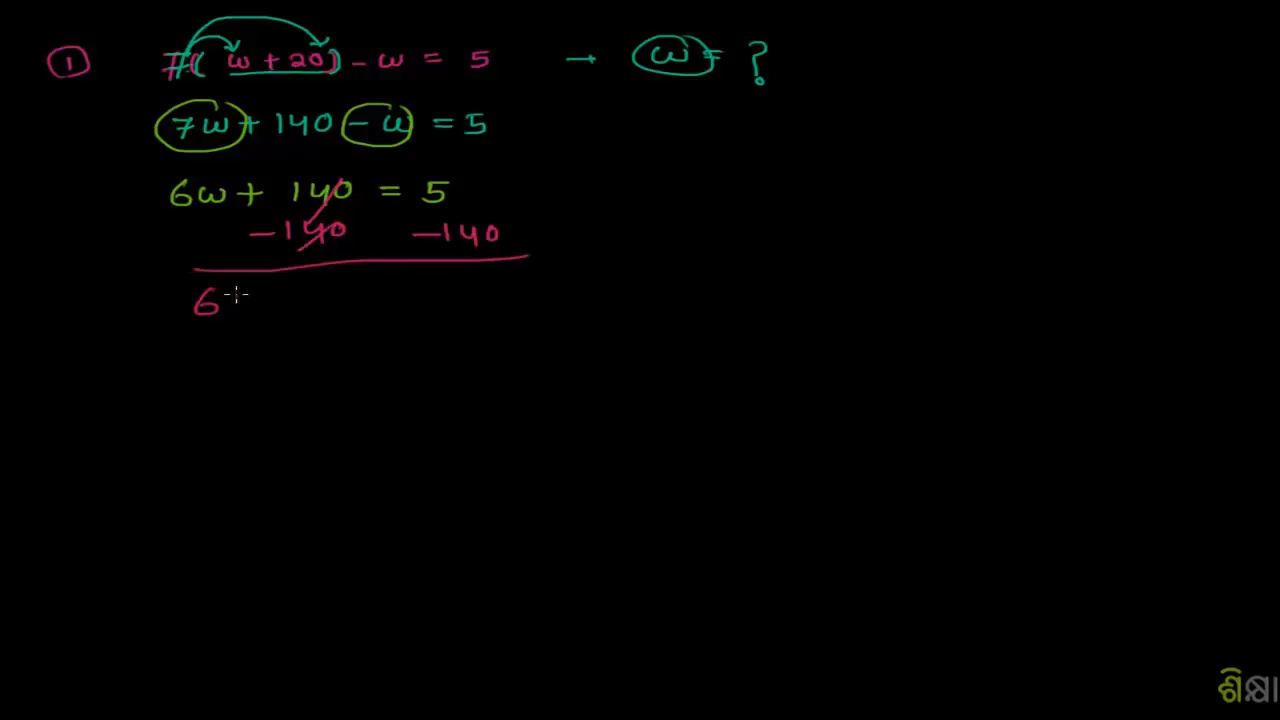 ① 7( w + 20 ) - w = 5 → w = ?
7w + 140 - w = 5
6w + 140 = 5
-140 -140
6
ଶିକ୍ଷା